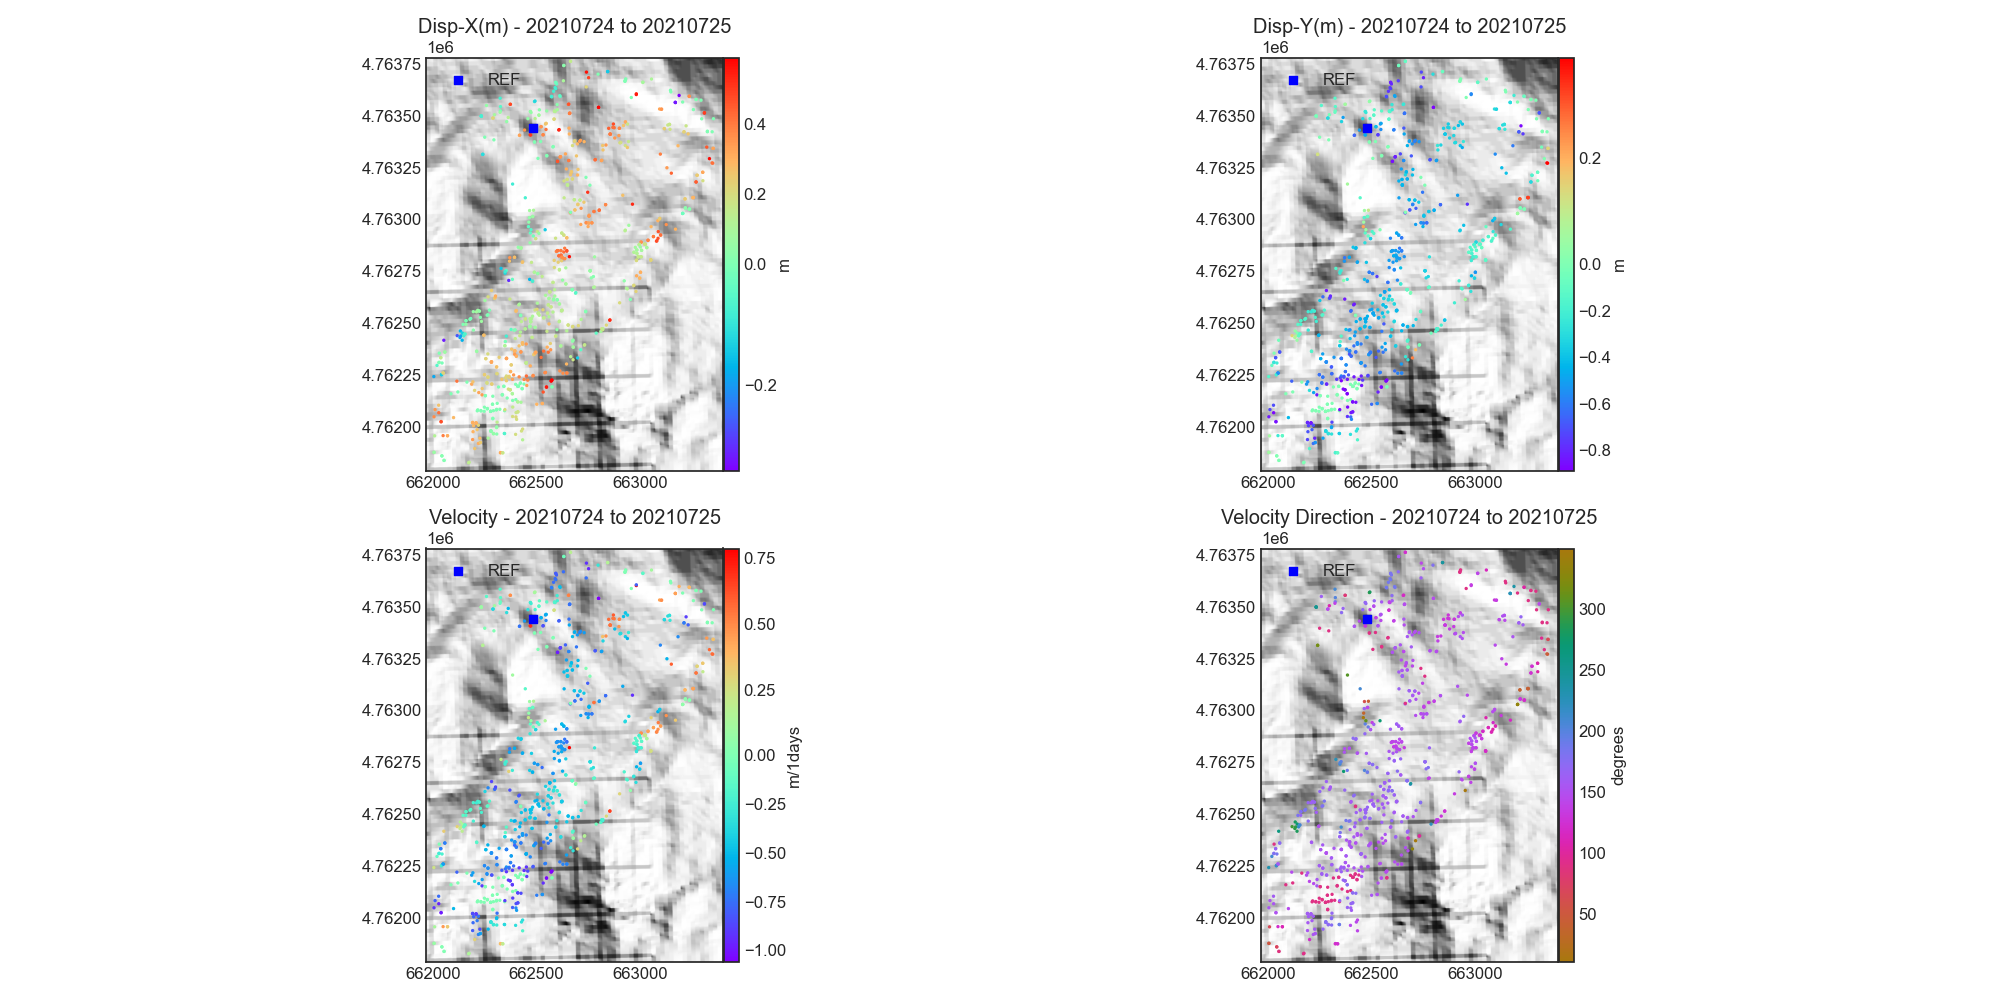 Disp-X(m) - 20210724 to 20210725
1e6
REF
4.76375
4.76350
4.76325
4.76300
4.76275
4.76250
4.76225
4.76200
662000 662500 663000
0.4
0.2
0.0
−0.2
m
Disp-Y(m) - 20210724 to 20210725
1e6
REF
4.76375
4.76350
4.76325
4.76300
4.76275
4.76250
4.76225
4.76200
662000 662500 663000
0.2
0.0
−0.2
−0.4
−0.6
−0.8
m
Velocity - 20210724 to 20210725
1e6
REF
4.76375
4.76350
4.76325
4.76300
4.76275
4.76250
4.76225
4.76200
662000 662500 663000
0.75
0.50
0.25
0.00
−0.25
−0.50
−0.75
−1.00
m/1days
Velocity Direction - 20210724 to 20210725
1e6
REF
4.76375
4.76350
4.76325
4.76300
4.76275
4.76250
4.76225
4.76200
662000 662500 663000
300
250
200
150
100
50
degrees